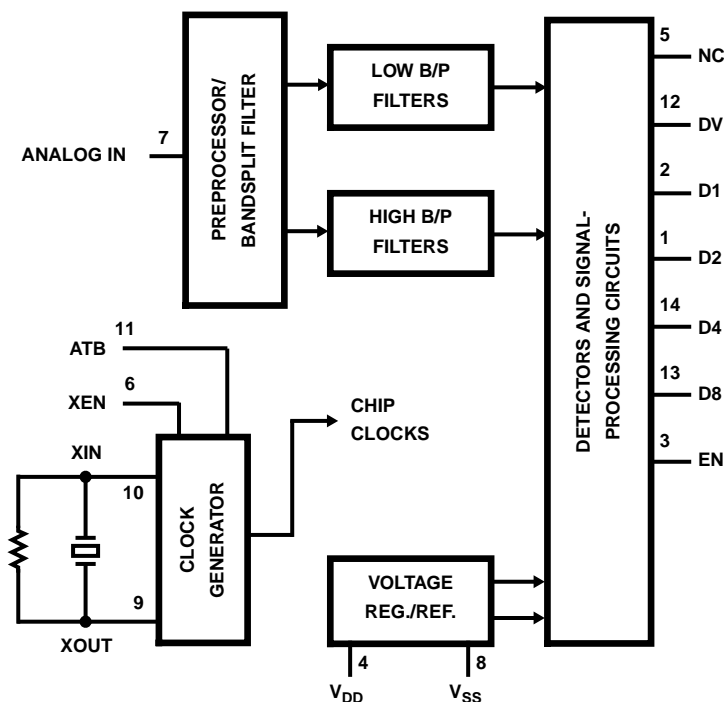 ANALOG IN
7
PREPROCESSOR/
BANDSPLIT FILTER
LOW B/P
FILTERS
HIGH B/P
FILTERS
DETECTORS AND SIGNAL-
PROCESSING CIRCUITS
5
NC
12
DV
2
D1
1
D2
14
D4
13
D8
3
EN
11
ATB
6
XEN
XIN
10
CLOCK
GENERATOR
9
XOUT
CHIP
CLOCKS
VOLTAGE
REG./REF.
4
VDD
8
VSS